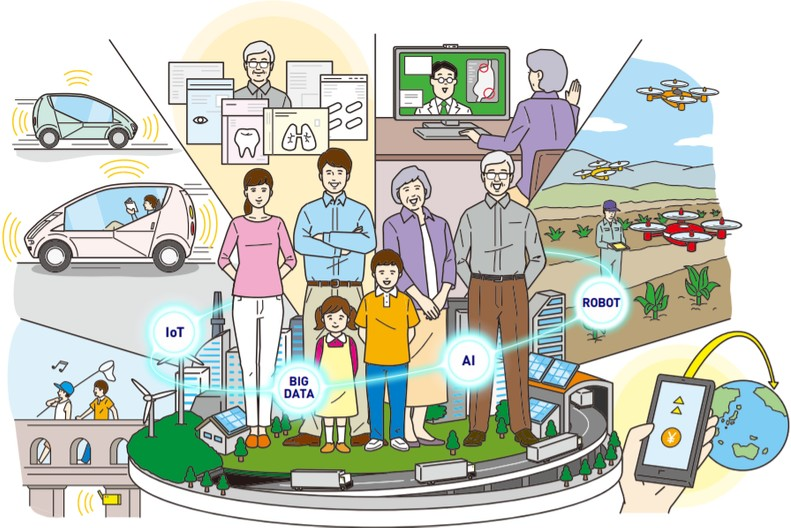 IoT
BIG
DATA
AI
ROBOT
¥